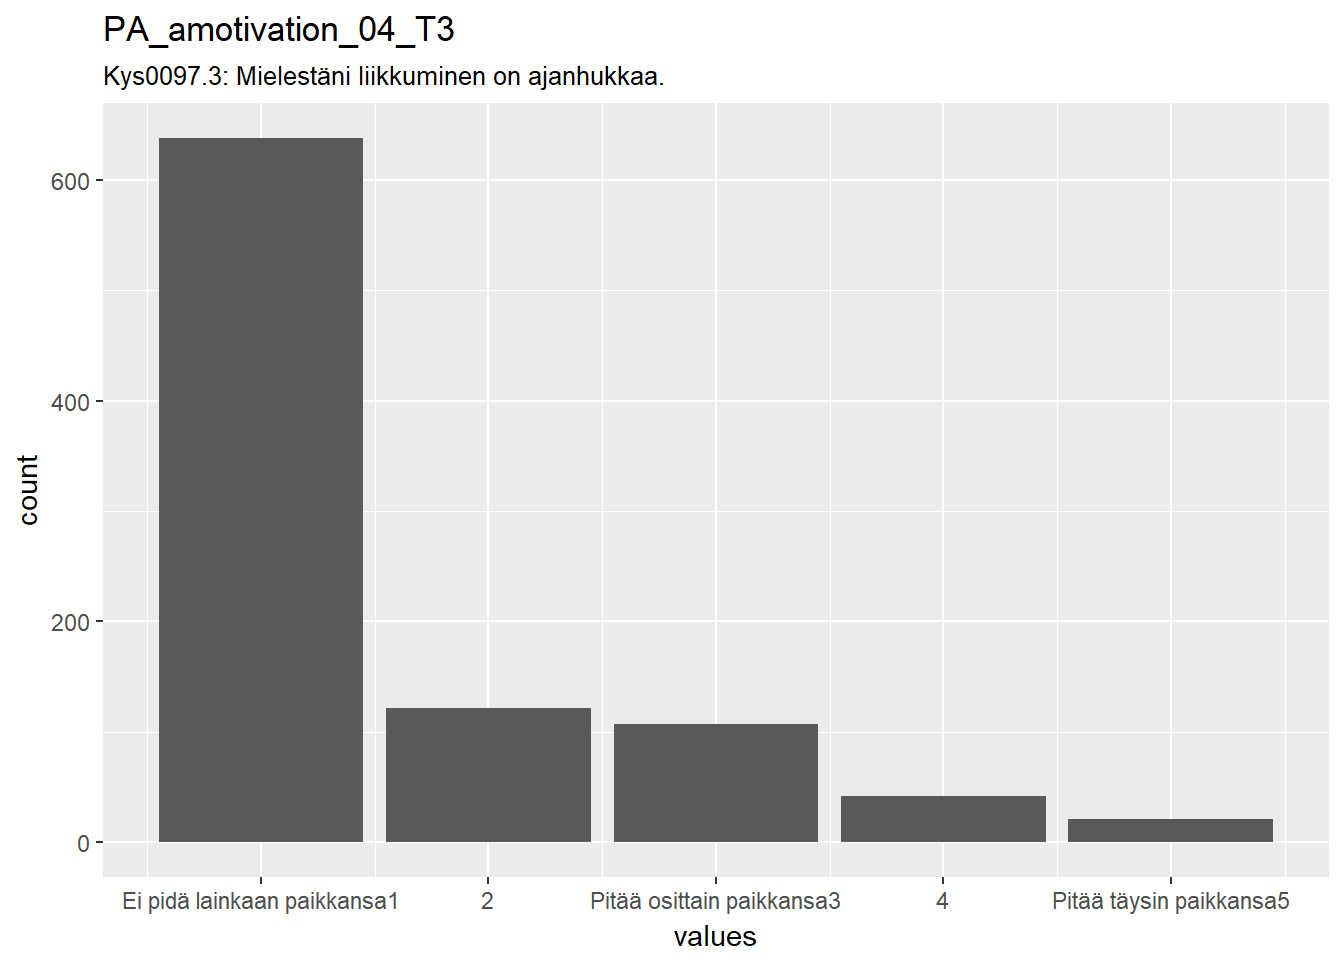 PA_amotivation_04_T3
Kys0097.3: Mielestäni liikkuminen on ajanhukkaa.
600
400
200
0
count
Ei pidä lainkaan paikkansa1
2
Pitää osittain paikkansa3
4
Pitää täysin paikkansa5
values